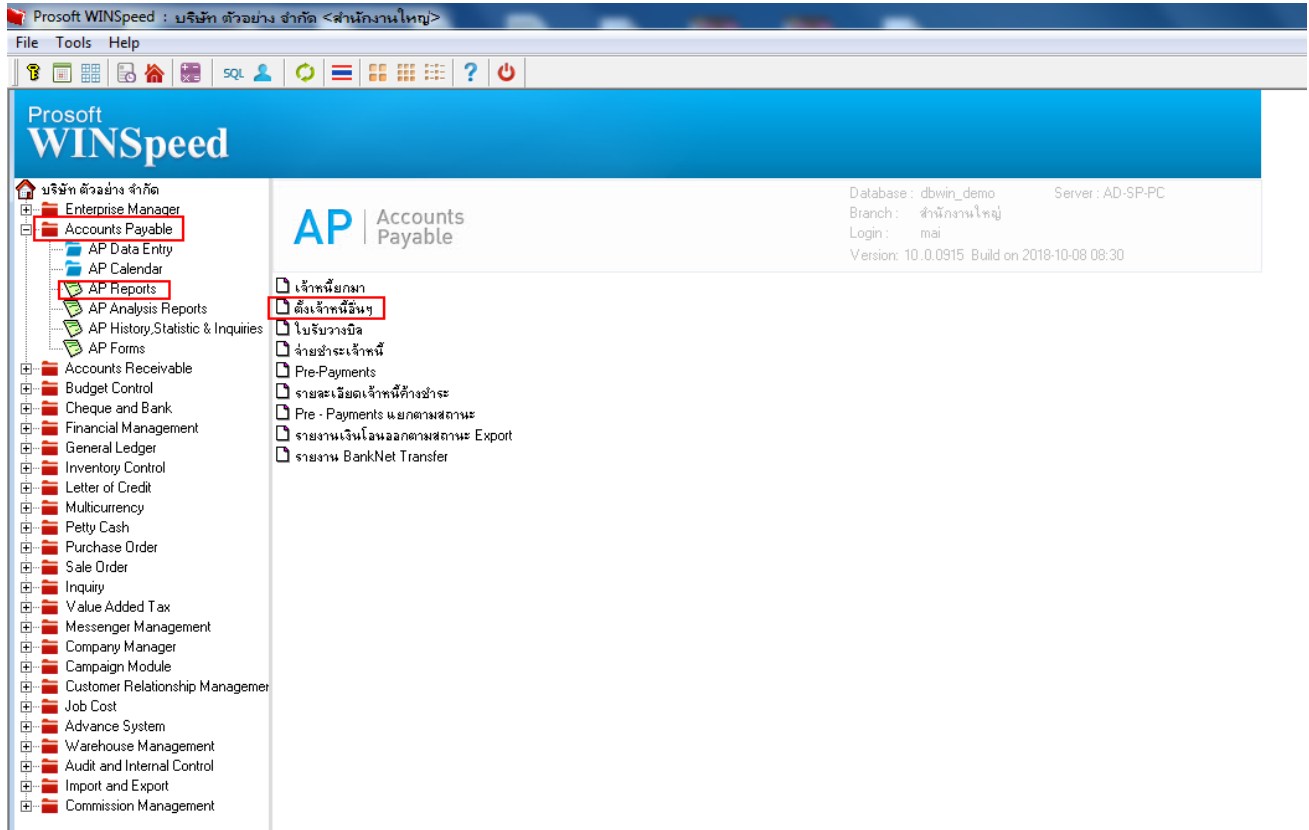 Prosoft WINSpeed : บริษัท ตัวอย่าง จำกัด <สำนักงานใหญ่>
File Tools Help
SQL
Prosoft
WINSpeed
บริษัท ตัวอย่าง จำกัด
Enterprise Manager
Accounts Payable
AP Data Entry
AP Calendar
AP Reports
AP Analysis Reports
AP History,Statistic & Inquiries
AP Forms
Accounts Receivable
Budget Control
Cheque and Bank
Financial Management
General Ledger
Inventory Control
Letter of Credit
Multicurrency
Petty Cash
Purchase Order
Sale Order
Inquiry
Value Added Tax
Messenger Management
Company Manager
Campaign Module
Customer Relationship Managemer
Job Cost
Advance System
Warehouse Management
Audit and Internal Control
Import and Export
Commission Management
AP Accounts
Payable
Database : dbwin_demo Server : AD-SP-PC
Branch : สำนักงานใหญ่
Login : mai
Version: 10.0.0915 Build on 2018-10-08 08:30
เจ้าหนี้ยกมา
ตั้งเจ้าหนี้อื่นๆ
ใบรับวางบิล
จ่ายชำระเจ้าหนี้
Pre-Payments
รายละเอียดเจ้าหนี้ค้างชำระ
Pre - Payments แยกตามสถานะ
รายงานเงินโอนออกตามสถานะ Export
รายงาน BankNet Transfer